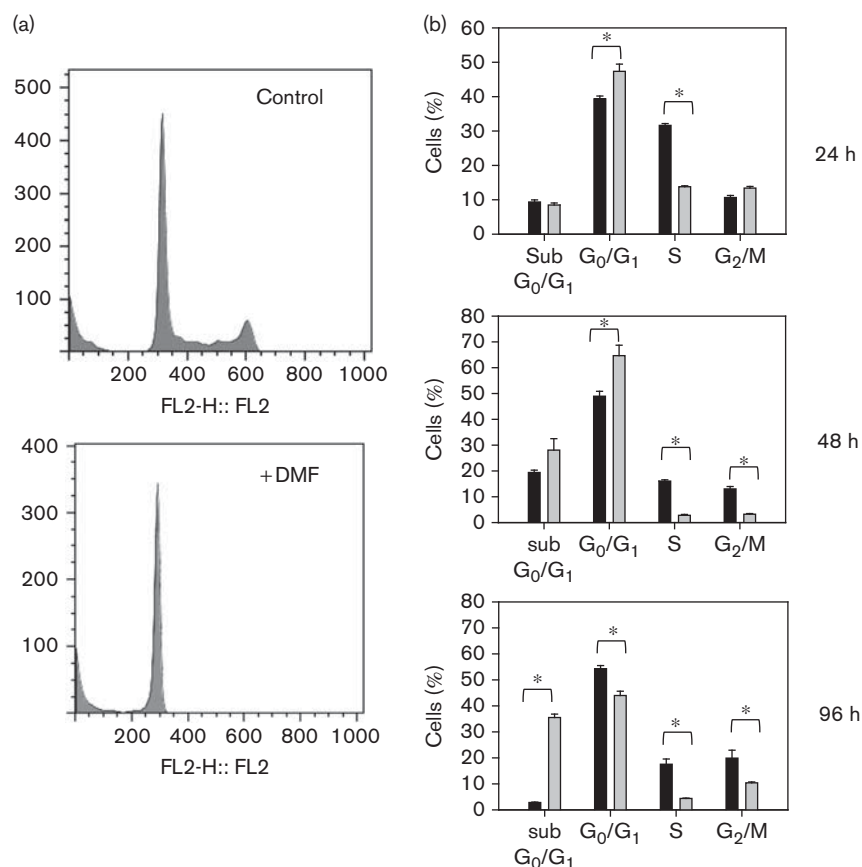 (a)
500
400
300
200
100
Control
200 400 600 800 1000
FL2-H:: FL2
400
300
200
100
+DMF
0 200 400 600 800 1000
FL2-H:: FL2
(b)
60
50
40
30
20
10
0
Cells (%)
*
*
Sub G₀/G₁ S G₂/M
G₀/G₁
24 h
80
70
60
50
40
30
20
10
0
Cells (%)
*
*
*
sub G₀/G₁ S G₂/M
G₀/G₁
48 h
80
70
60
50
40
30
20
10
0
Cells (%)
*
*
*
*
sub G₀/G₁ S G₂/M
G₀/G₁
96 h